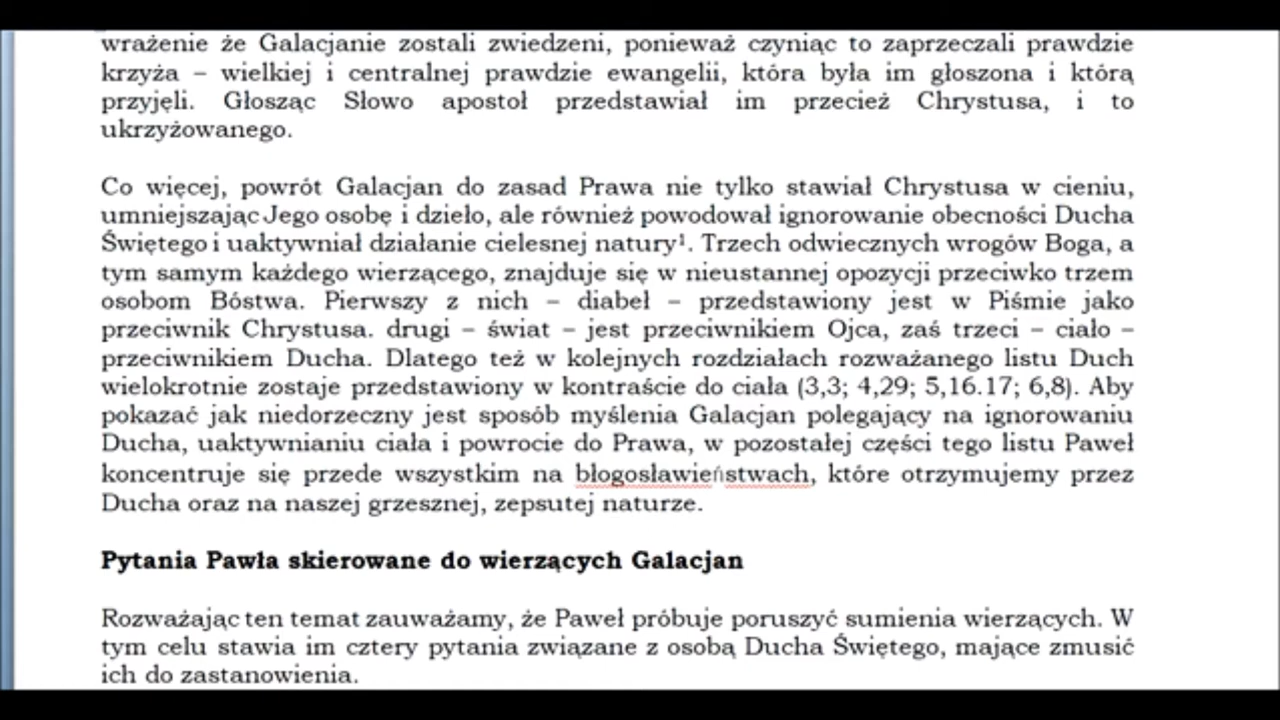 wrażenie że Galacjanie zostali zwiedzeni, ponieważ czyniąc to zaprzeczali prawdzie
krzyża – wielkiej i centralnej prawdzie ewangelii, która była im głoszona i którą
przyjęli. Głosząc Słowo apostoł przedstawiał im przecież Chrystusa, i to
ukrzyżowanego.
Co więcej, powrót Galacjan do zasad Prawa nie tylko stawiał Chrystusa w cieniu,
umniejszając Jego osobę i dzieło, ale również powodował ignorowanie obecności Ducha
Świętego i uaktywniał działanie cielesnej natury¹. Trzech odwiecznych wrogów Boga, a
tym samym każdego wierzącego, znajduje się w nieustannej opozycji przeciwko trzem
osobom Bóstwa. Pierwszy z nich – diabeł – przedstawiony jest w Piśmie jako
przeciwnik Chrystusa. drugi – świat – jest przeciwnikiem Ojca, zaś trzeci – ciało –
przeciwnikiem Ducha. Dlatego też w kolejnych rozdziałach rozważanego listu Duch
wielokrotnie zostaje przedstawiony w kontraście do ciała (3,3; 4,29; 5,16.17; 6,8). Aby
pokazać jak niedorzeczny jest sposób myślenia Galacjan polegający na ignorowaniu
Ducha, uaktywnianiu ciała i powrocie do Prawa, w pozostałej części tego listu Paweł
koncentruje się przede wszystkim na błogosławieństwach, które otrzymujemy przez
Ducha oraz na naszej grzesznej, zepsutej naturze.
Pytania Pawła skierowane do wierzących Galacjan
Rozważając ten temat zauważamy, że Paweł próbuje poruszyć sumienia wierzących. W
tym celu stawia im cztery pytania związane z osobą Ducha Świętego, mające zmusić
ich do zastanowienia.